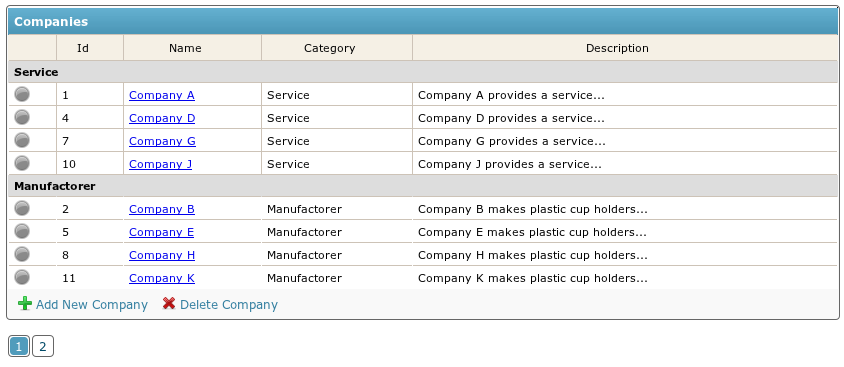 Companies
Id Name Category Description
Service
1 Company A Service Company A provides a service...
4 Company D Service Company D provides a service...
7 Company G Service Company G provides a service...
10 Company J Service Company J provides a service...
Manufactorer
2 Company B Manufactorer Company B makes plastic cup holders...
5 Company E Manufactorer Company E makes plastic cup holders...
8 Company H Manufactorer Company H makes plastic cup holders...
11 Company K Manufactorer Company K makes plastic cup holders...
Add New Company Delete Company
1 2